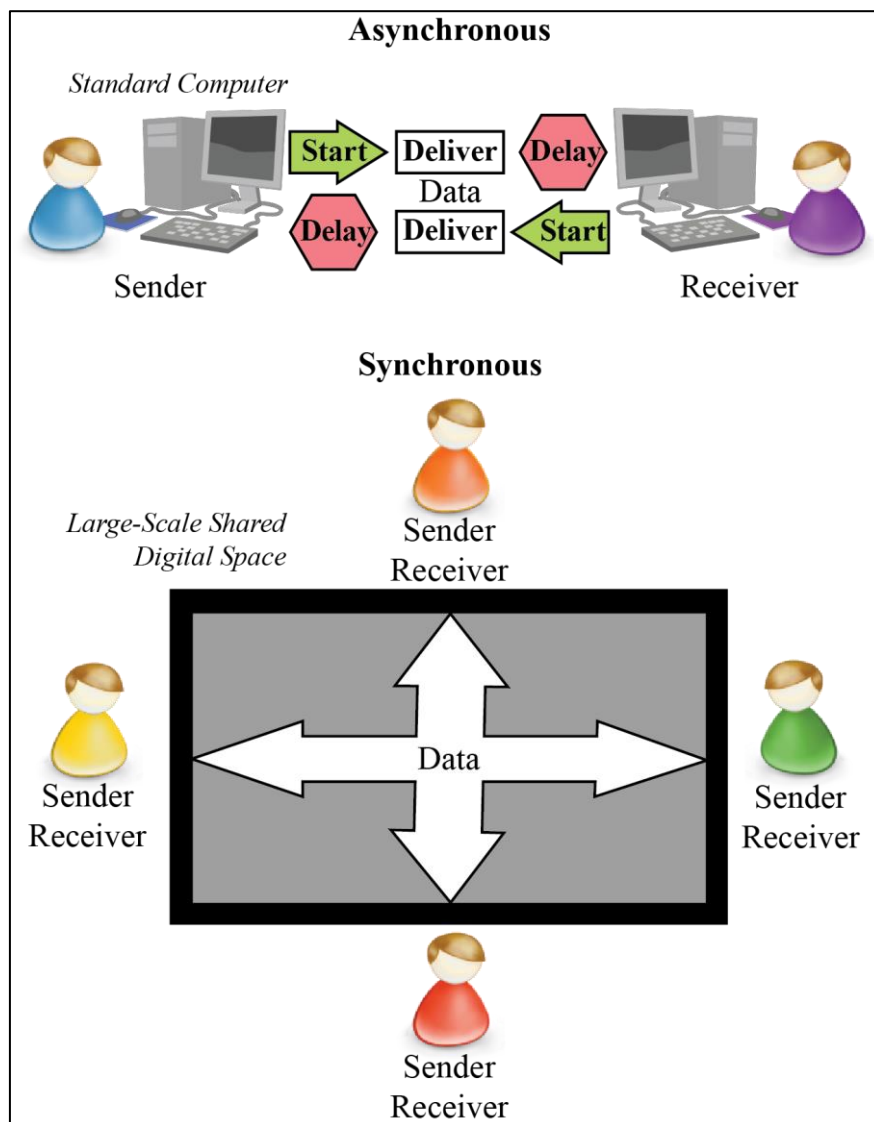 Asynchronous
Standard Computer
Start Deliver Delay
Data
Delay Deliver Start
Sender Receiver
Synchronous
Sender
Receiver
Large-Scale Shared
Digital Space
Data
Sender
Receiver
Sender
Receiver
Sender
Receiver